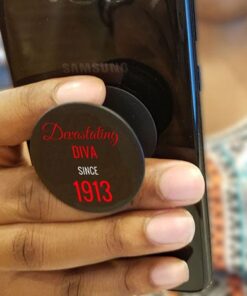 SAMSUNG
Devastating
DIVA
SINCE
1913